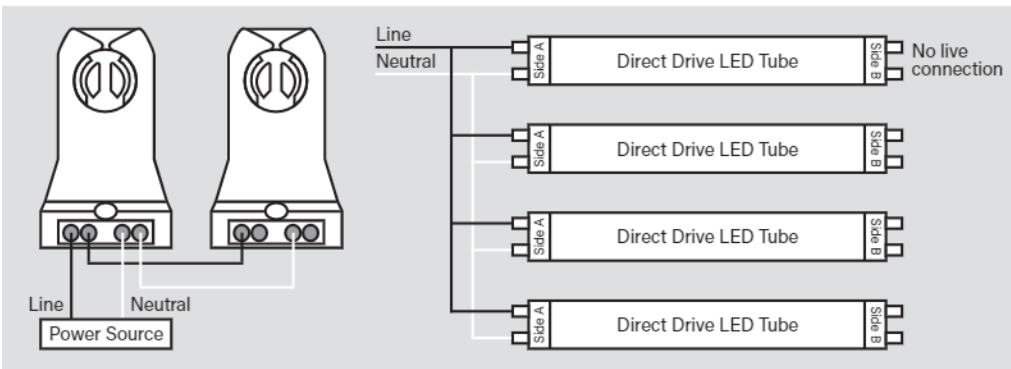 Line
Neutral
Power Source
Line
Neutral
Side A
Direct Drive LED Tube
Side B
No live
connection
Side A
Direct Drive LED Tube
Side B
Side A
Direct Drive LED Tube
Side B
Side A
Direct Drive LED Tube
Side B